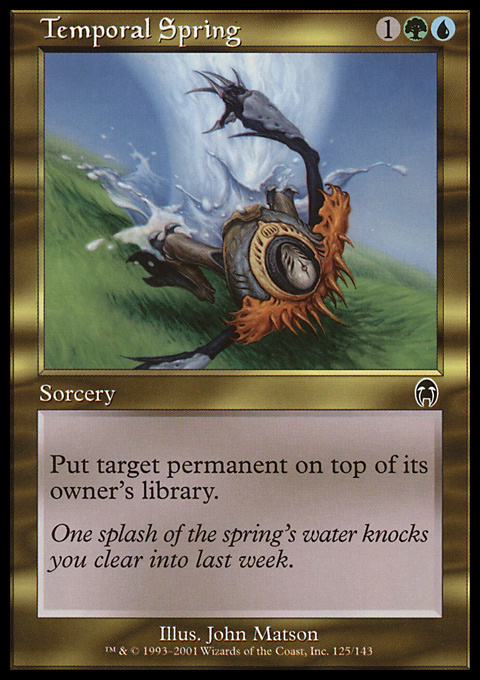 Temporal Spring 1
Sorcery
Put target permanent on top of its
owner's library.
One splash of the spring's water knocks
you clear into last week.
Illus. John Matson
™ & © 1993–2001 Wizards of the Coast, Inc. 125/143